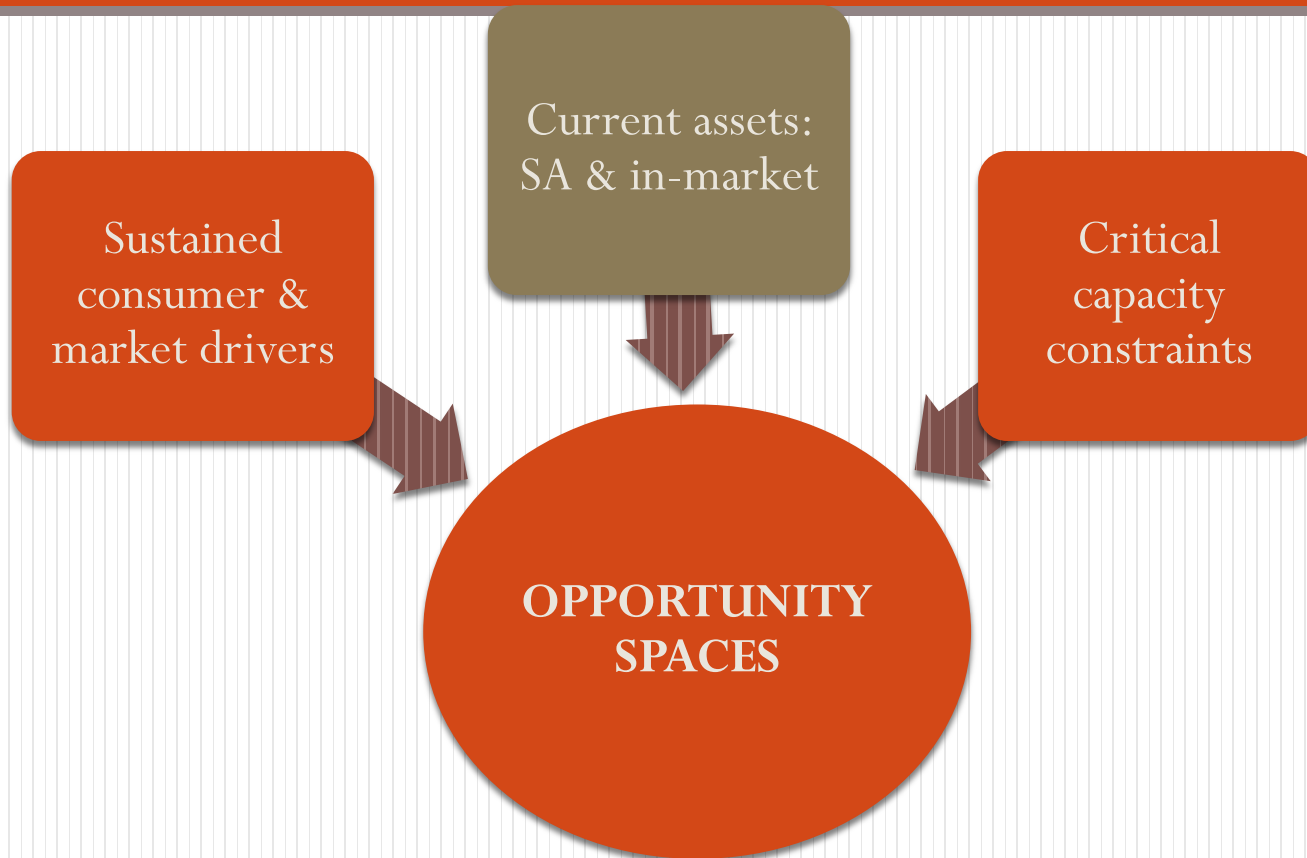 Current assets:
SA & in-market
Sustained
consumer &
market drivers
Critical
capacity
constraints
OPPORTUNITY
SPACES